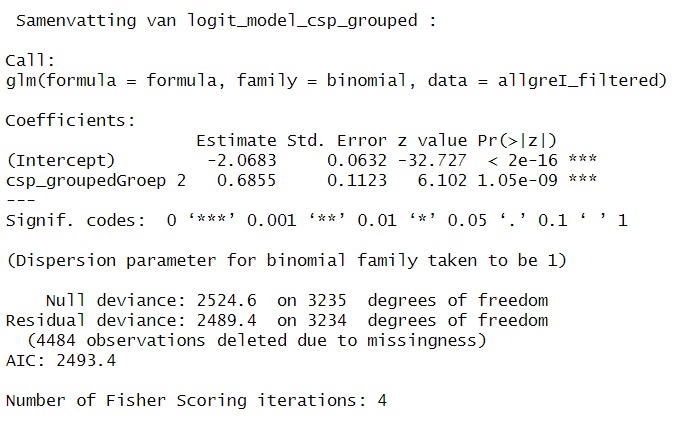 Samenvatting van logit_model_csp_grouped :
Call:
glm(formula = formula, family = binomial, data = allgreI_filtered)
Coefficients:
Estimate Std. Error z value Pr(>|z|)
(Intercept) -2.0683 0.0632 -32.727 < 2e-16 ***
csp_groupedGroep 2 0.6855 0.1123 6.102 1.05e-09 ***
---
Signif. codes: 0 ‘***’ 0.001 ‘**’ 0.01 ‘*’ 0.05 ‘.’ 0.1 ‘ ’ 1
(Dispersion parameter for binomial family taken to be 1)
Null deviance: 2524.6 on 3235 degrees of freedom
Residual deviance: 2489.4 on 3234 degrees of freedom
(4484 observations deleted due to missingness)
AIC: 2493.4
Number of Fisher Scoring iterations: 4